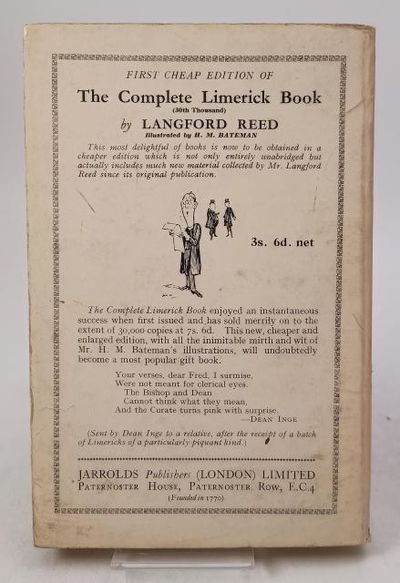 FIRST CHEAP EDITION OF
The Complete Limerick Book
(30th Thousand)
by LANGFORD REED
Illustrated by H. M. BATEMAN
This most delightful of books is now to be obtained in a
cheaper edition which is not only entirely unabridged but
actually includes much new material collected by Mr. Langford
Reed since its original publication.
3s. 6d. net
The Complete Limerick Book enjoyed an instantaneous
success when first issued and has sold merrily on to the
extent of 30,000 copies at 7s. 6d. This new, cheaper and
enlarged edition, with all the inimitable mirth and wit of
Mr. H. M. Bateman's illustrations, will undoubtedly
become a most popular gift book.
Your verses, dear Fred, I surmise,
Were not meant for clerical eyes.
The Bishop and Dean
Cannot think what they mean,
And the Curate turns pink with surprise.
—DEAN INGE
(Sent by Dean Inge to a relative, after the receipt of a batch
of Limericks of a particularly piquant kind.)
JARROLDS Publishers (LONDON) LIMITED
PATERNOSTER HOUSE, PATERNOSTER ROW, E.C.4
(Founded in 1770)